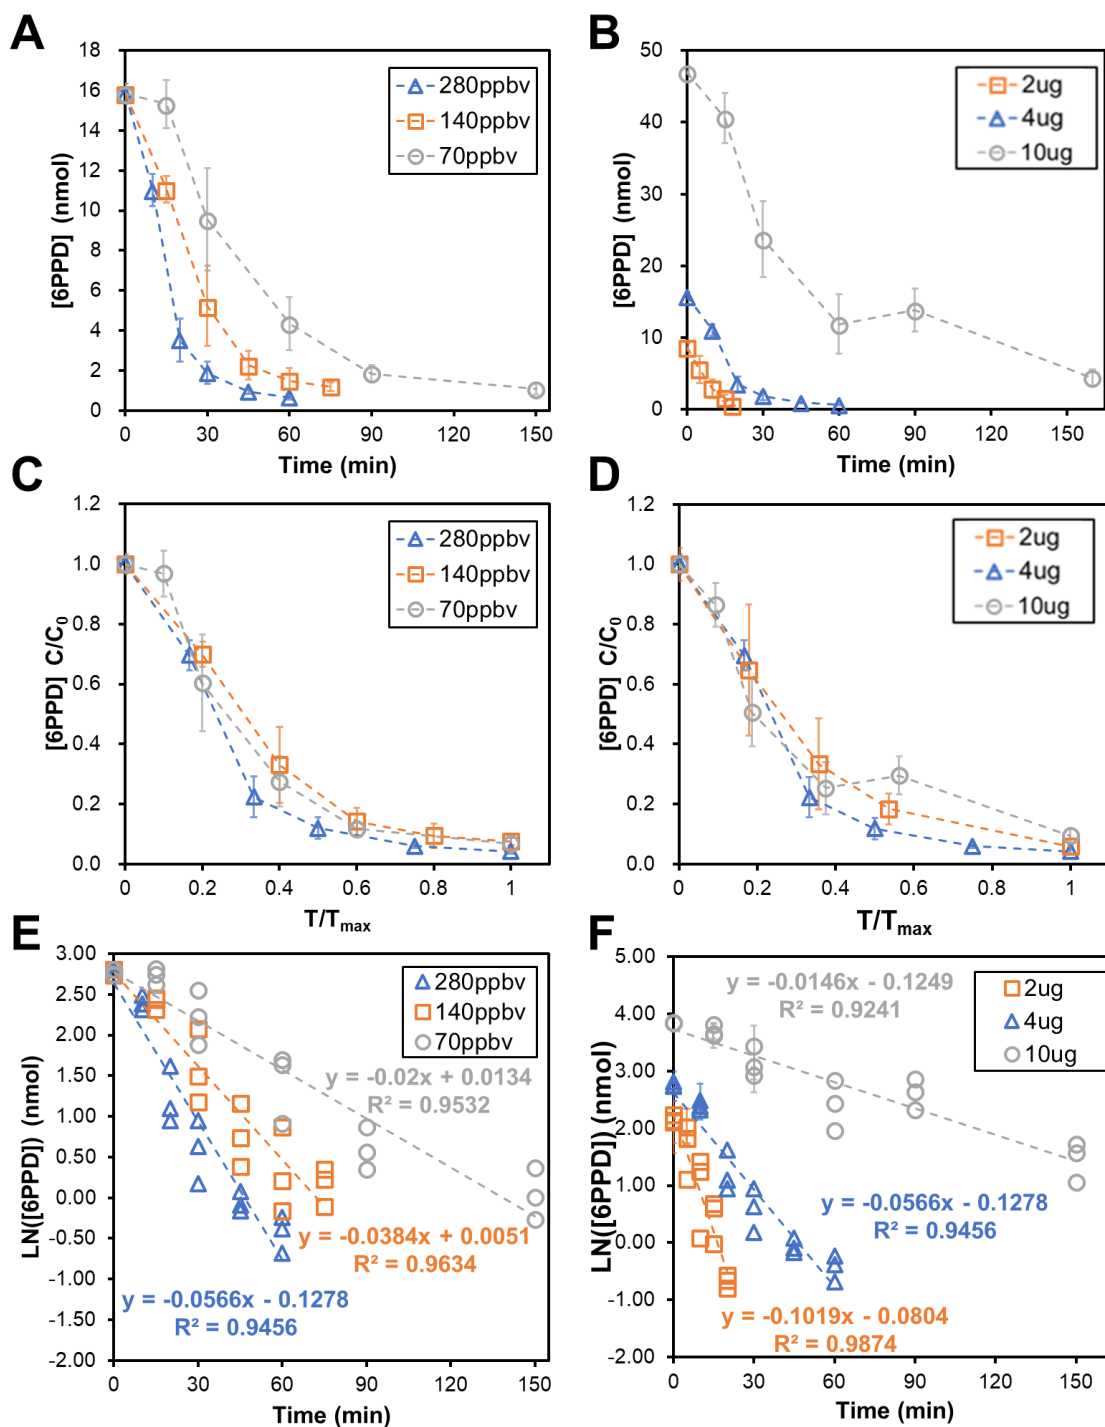 A
18
16
14
12
10
8
6
4
2
0
[6PPD] (nmol)
280ppbv
140ppbv
70ppbv
0 30 60 90 120 150
Time (min)
B
50
40
30
20
10
0
[6PPD] (nmol)
2ug
4ug
10ug
0 30 60 90 120 150
Time (min)
C
1.2
1.0
0.8
0.6
0.4
0.2
0.0
[6PPD] C/C0
280ppbv
140ppbv
70ppbv
0 0.2 0.4 0.6 0.8 1
T/Tmax
D
1.2
1.0
0.8
0.6
0.4
0.2
0.0
[6PPD] C/C0
2ug
4ug
10ug
0 0.2 0.4 0.6 0.8 1
T/Tmax
E
3.00
2.50
2.00
1.50
1.00
0.50
0.00
-0.50
-1.00
-1.50
-2.00
LN([6PPD]) (nmol)
280ppbv
140ppbv
70ppbv
y = -0.02x + 0.0134
R² = 0.9532
y = -0.0384x + 0.0051
R² = 0.9634
y = -0.0566x - 0.1278
R² = 0.9456
0 30 60 90 120 150
Time (min)
F
5.00
4.00
3.00
2.00
1.00
0.00
-1.00
-2.00
LN([6PPD]) (nmol)
y = -0.0146x - 0.1249
R² = 0.9241
2ug
4ug
10ug
y = -0.0566x - 0.1278
R² = 0.9456
y = -0.1019x - 0.0804
R² = 0.9874
0 30 60 90 120 150
Time (min)